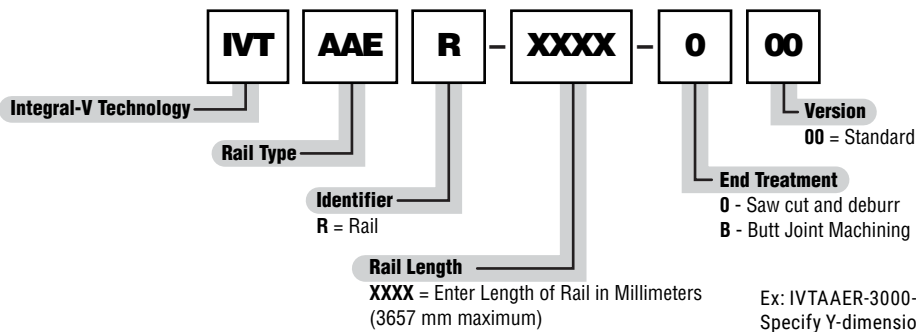 IVT AAE R - XXXX - 0 00
Integral-V Technology
Rail Type
Identifier
R = Rail
Rail Length
XXXX = Enter Length of Rail in Millimeters
(3657 mm maximum)
Version
00 = Standard
End Treatment
0 - Saw cut and deburr
B - Butt Joint Machining
Ex: IVTAAER-3000-
Specify Y-dimensio